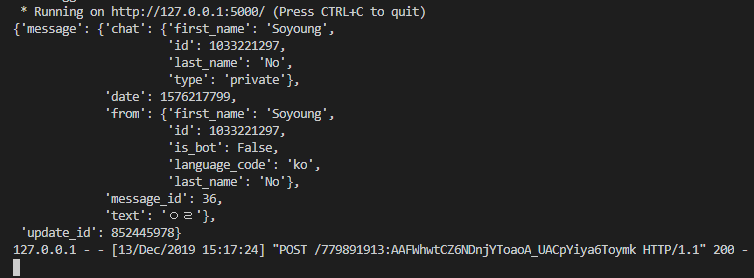 * Running on http://127.0.0.1:5000/ (Press CTRL+C to quit)
{'message': {'chat': {'first_name': 'Soyoung',
'id': 1033221297,
'last_name': 'No',
'type': 'private'},
'date': 1576217799,
'from': {'first_name': 'Soyoung',
'id': 1033221297,
'is_bot': False,
'language_code': 'ko',
'last_name': 'No'},
'message_id': 36,
'text': 'ㅇㄹ'},
'update_id': 852445978}
127.0.0.1 - - [13/Dec/2019 15:17:24] "POST /779891913:AAFWhwtCZ6NDnjYToaoA_UACpYiya6Toymk HTTP/1.1" 200 -